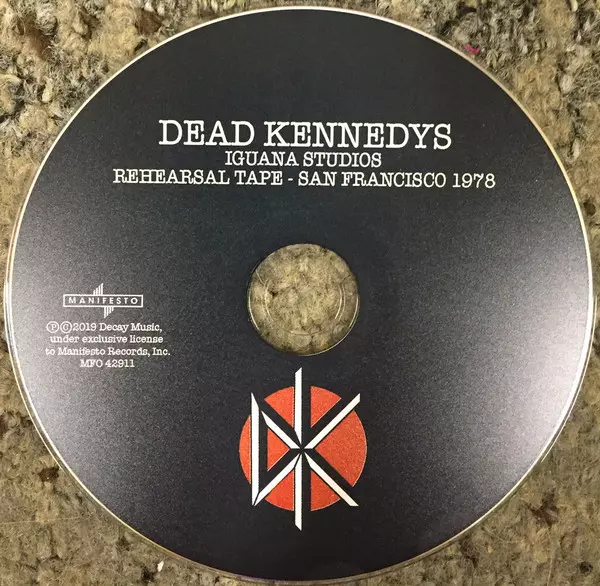 DEAD KENNEDYS
IGUANA STUDIOS
REHEARSAL TAPE - SAN FRANCISCO 1978
MANIFESTO
Ⓟ©2019 Decay Music,
under exclusive license
to Manifesto Records, Inc.
MFO 42911
DK